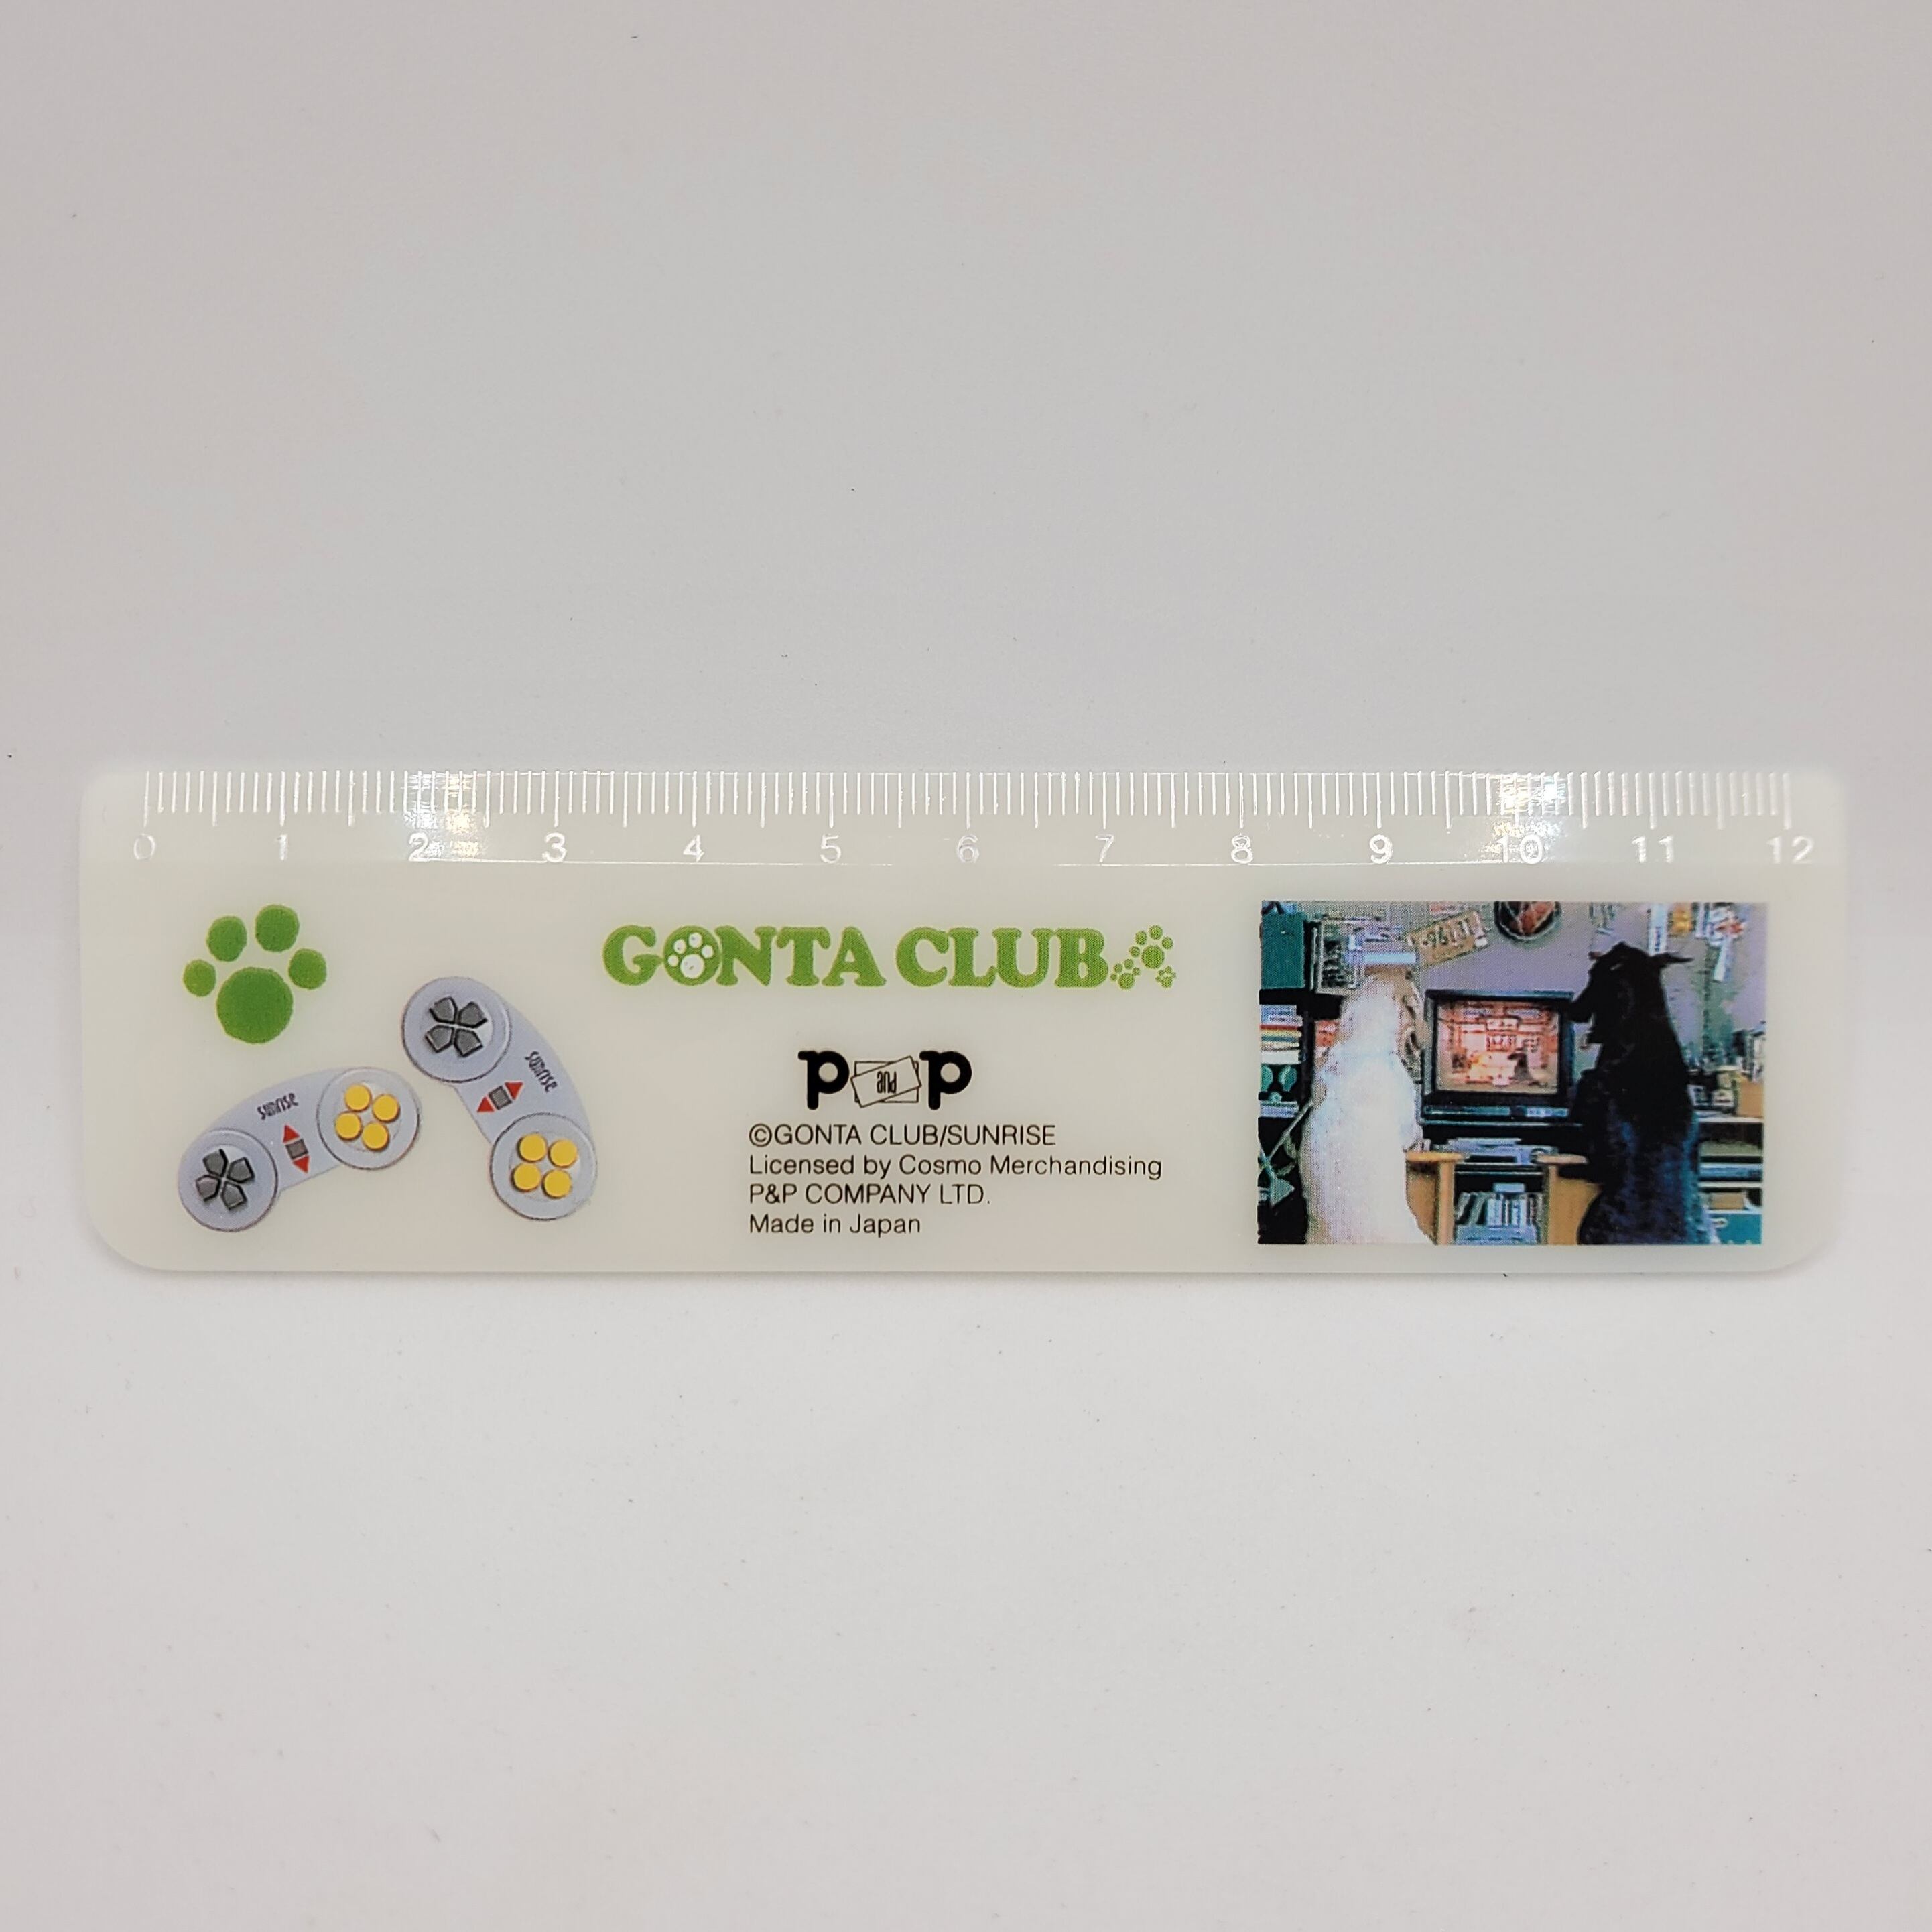 0 1 2 3 4 5 6 7 8 9 10 11 12
GONTA CLUB
sunrise
sunrise
P and P
©GONTA CLUB/SUNRISE
Licensed by Cosmo Merchandising
P&P COMPANY LTD.
Made in Japan